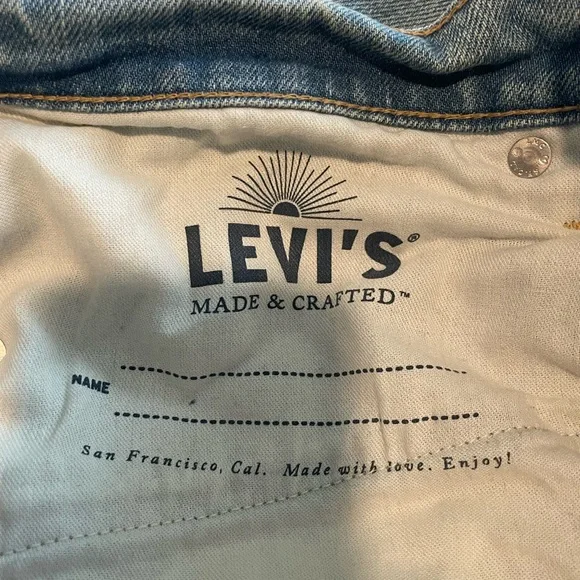 LEVI'S®
MADE & CRAFTED™
NAME
San Francisco, Cal. Made with love. Enjoy!